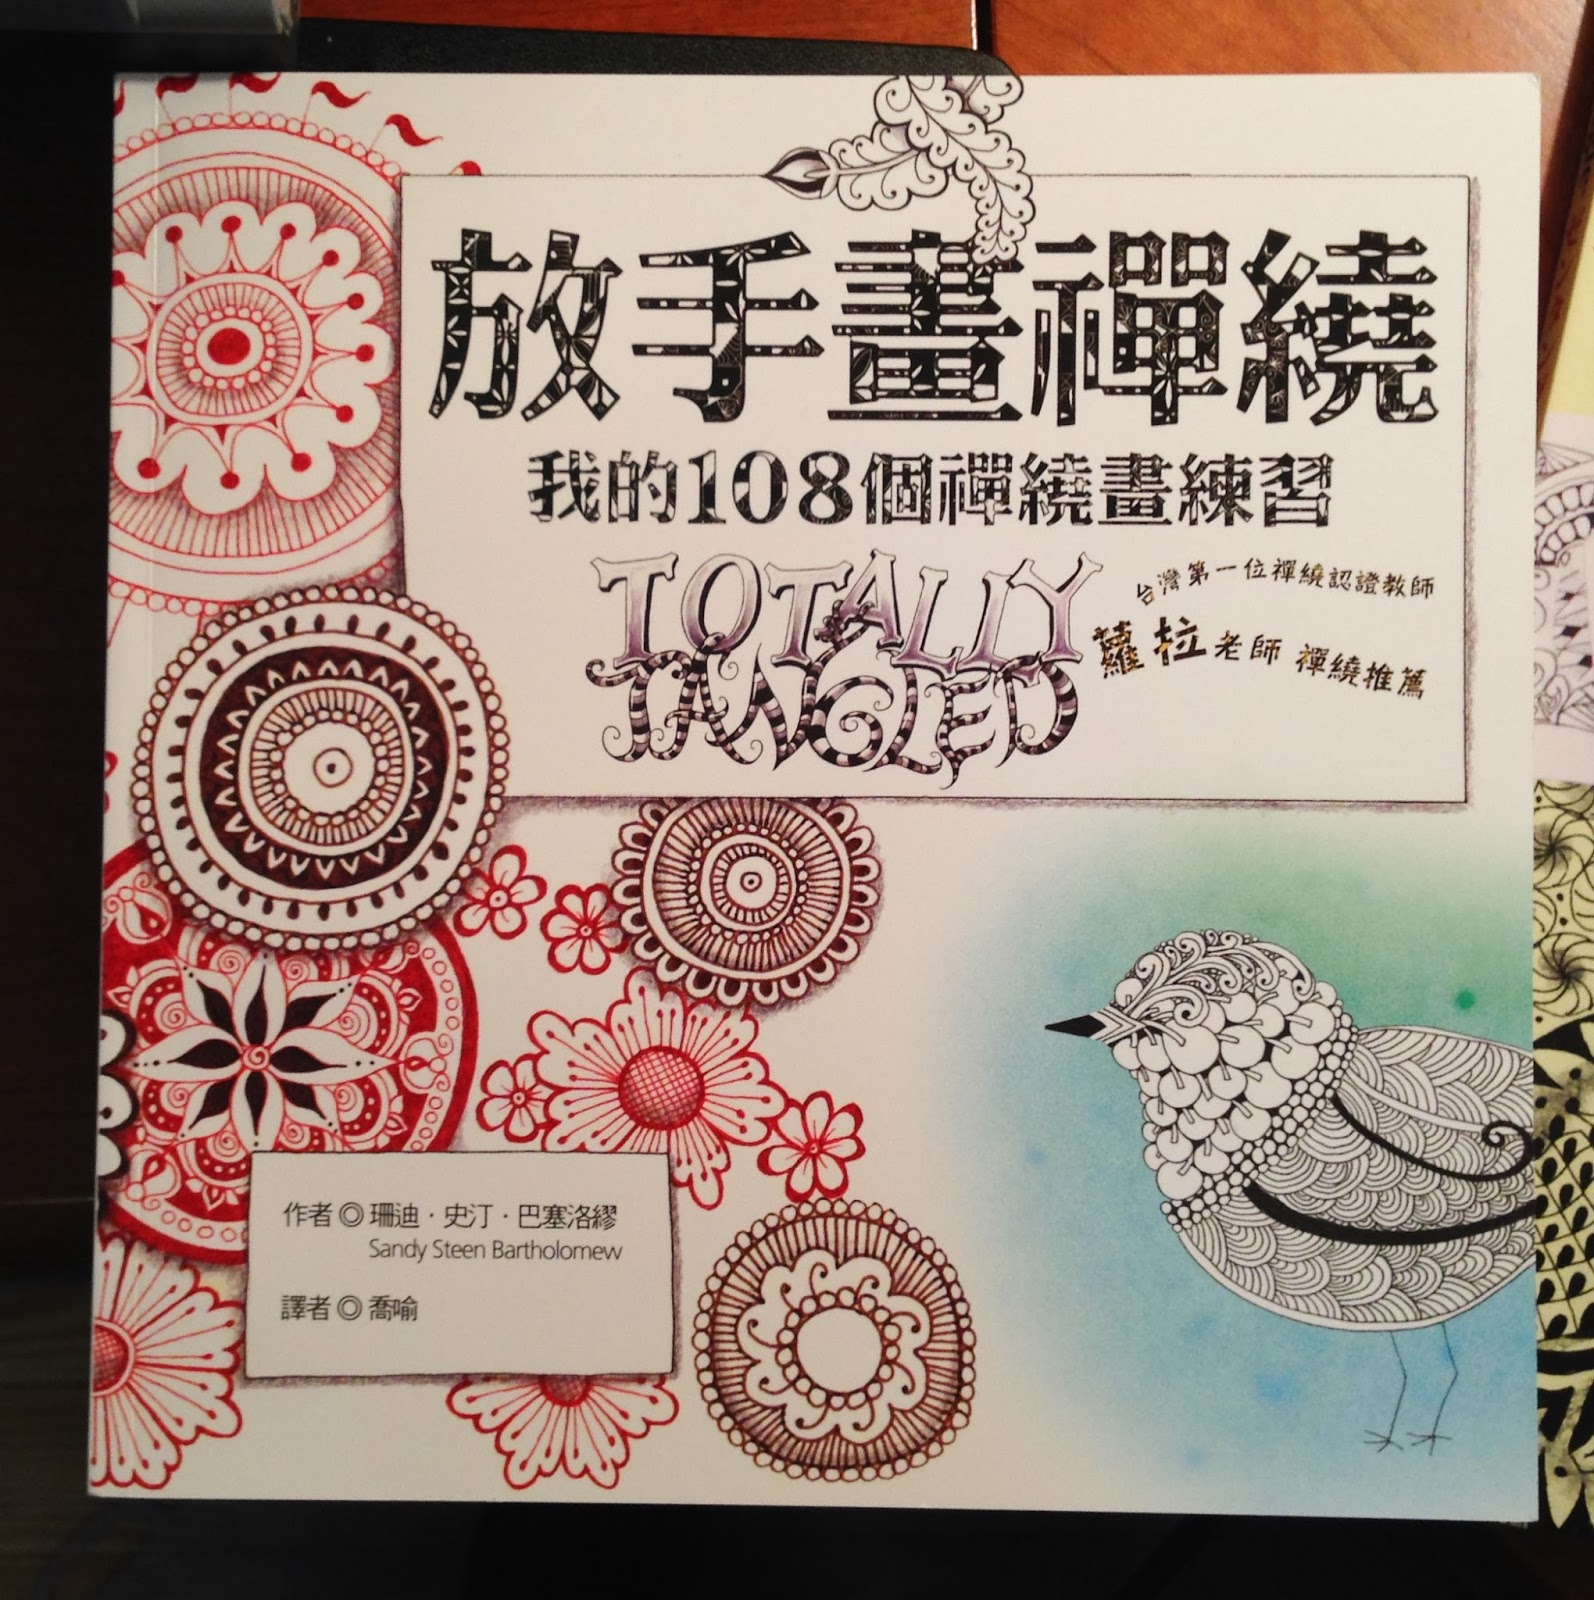 放手畫禪繞
我的108個禪繞畫練習
TOTALLY
TANGLED
台灣第一位禪繞認證教師
蘿拉老師 禪繞推薦
作者◎珊迪·史汀·巴塞洛繆
Sandy Steen Bartholomew
譯者◎喬喻